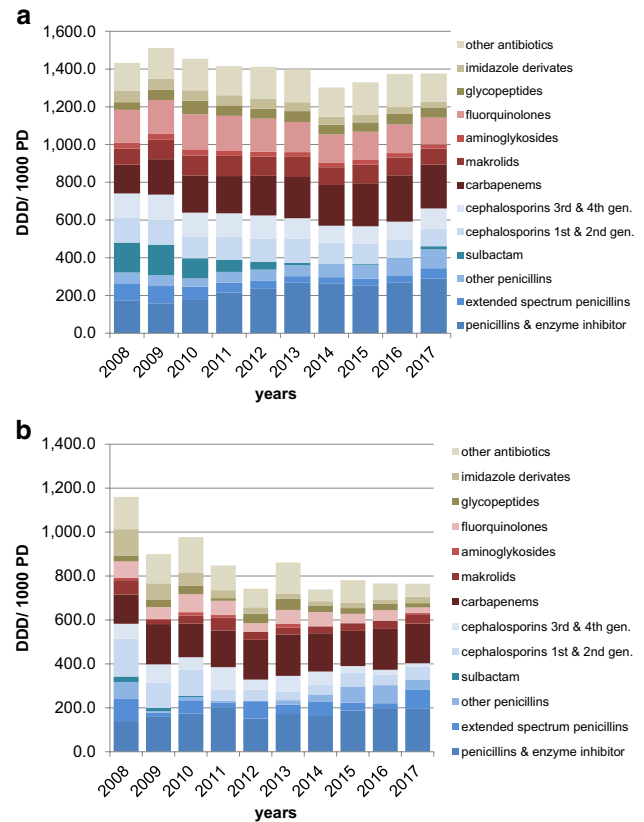 a
1,600.0
1,400.0
1,200.0
1,000.0
800.0
600.0
400.0
200.0
0.0
DDD/ 1000 PD
2008
2009
2010
2011
2012
2013
2014
2015
2016
2017
years
other antibiotics
imidazole derivates
glycopeptides
fluorquinolones
aminoglykosides
makrolids
carbapenems
cephalosporins 3rd & 4th gen.
cephalosporins 1st & 2nd gen.
sulbactam
other penicillins
extended spectrum penicillins
penicillins & enzyme inhibitor
b
1,400.0
1,200.0
1,000.0
800.0
600.0
400.0
200.0
0.0
DDD/ 1000 PD
2008
2009
2010
2011
2012
2013
2014
2015
2016
2017
years
other antibiotics
imidazole derivates
glycopeptides
fluorquinolones
aminoglykosides
makrolids
carbapenems
cephalosporins 3rd & 4th gen.
cephalosporins 1st & 2nd gen.
sulbactam
other penicillins
extended spectrum penicillins
penicillins & enzyme inhibitor